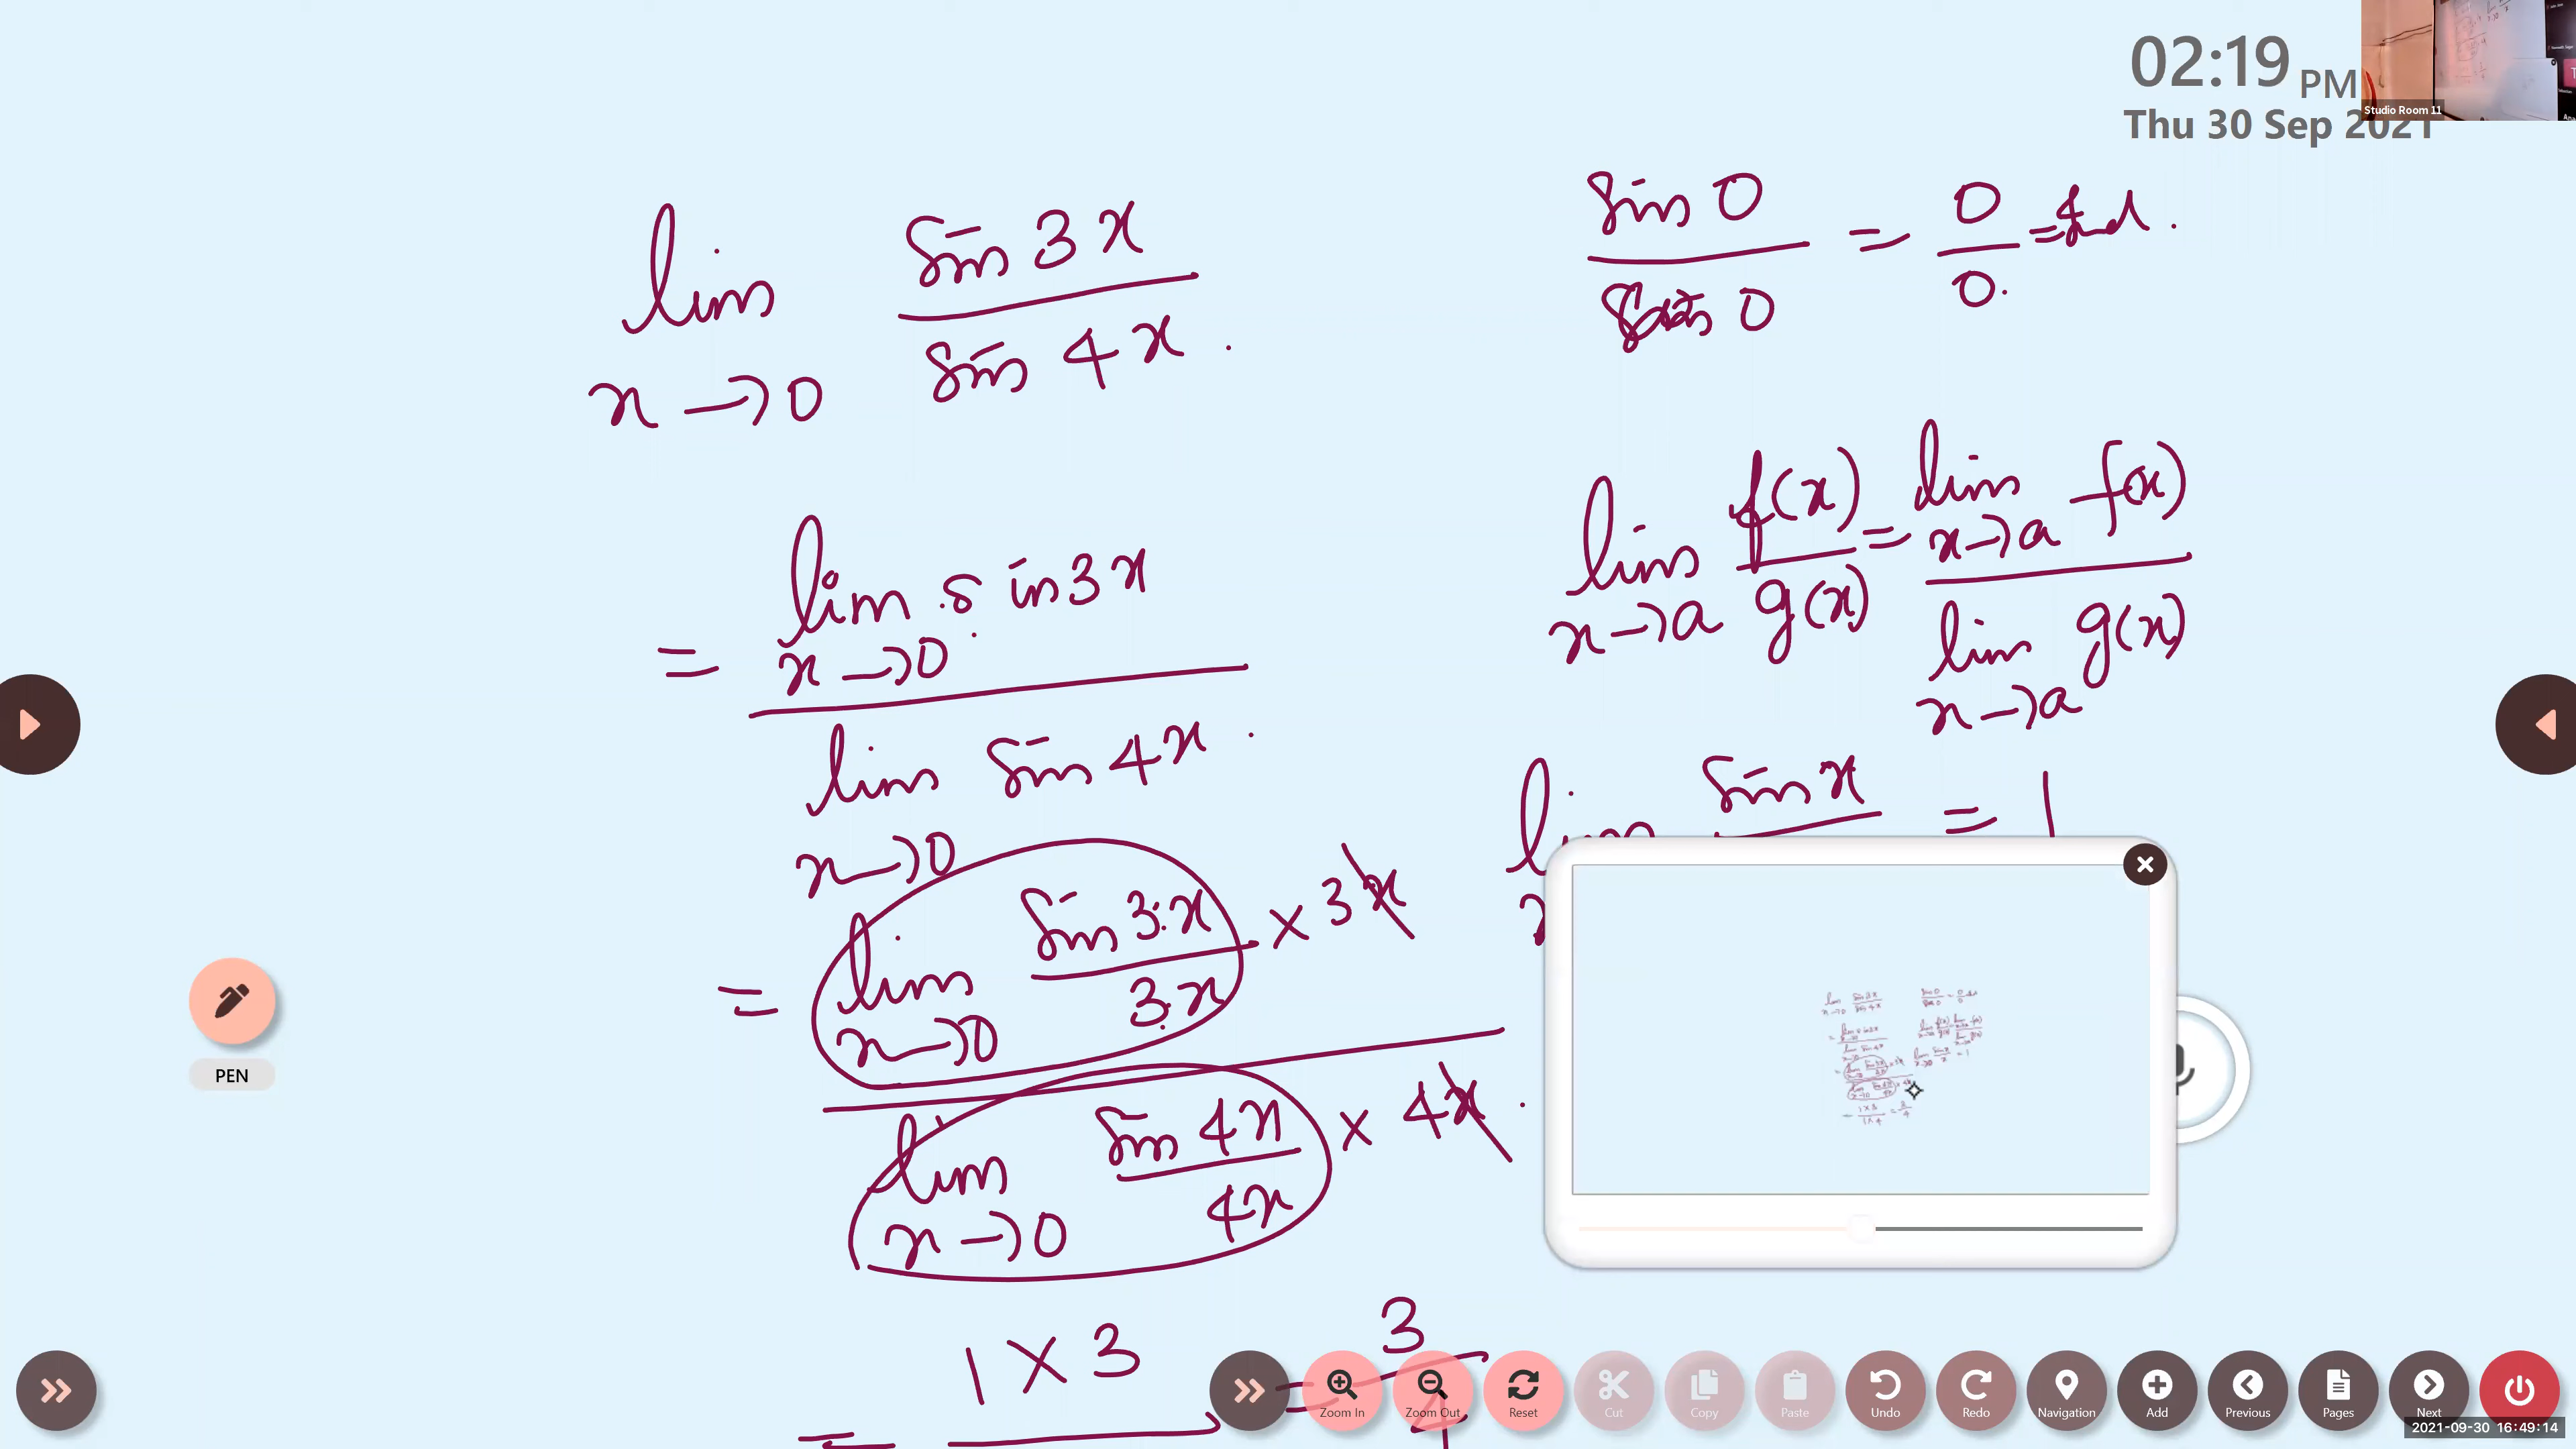 02:19 PM
Thu 30 Sep 2021
Studio Room 11
lim x→0 sin 3x / sin 4x .
sin 0 / sin 0 = 0 / 0 =
lim x→a f(x) / g(x) = lim x→a f(x) / lim x→a g(x)
= lim x→0 sin 3x
lim x→0 sin 4x .
lim sin x = 1
= lim x→0 sin 3x / 3x × 3x
lim x→0 sin 4x / 4x × 4x .
= 1 × 3
= 3 / 4
PEN
Zoom In
Zoom Out
Reset
Cut
Copy
Paste
Undo
Redo
Navigation
Add
Previous
Pages
Next
2021-09-30 16:49:14